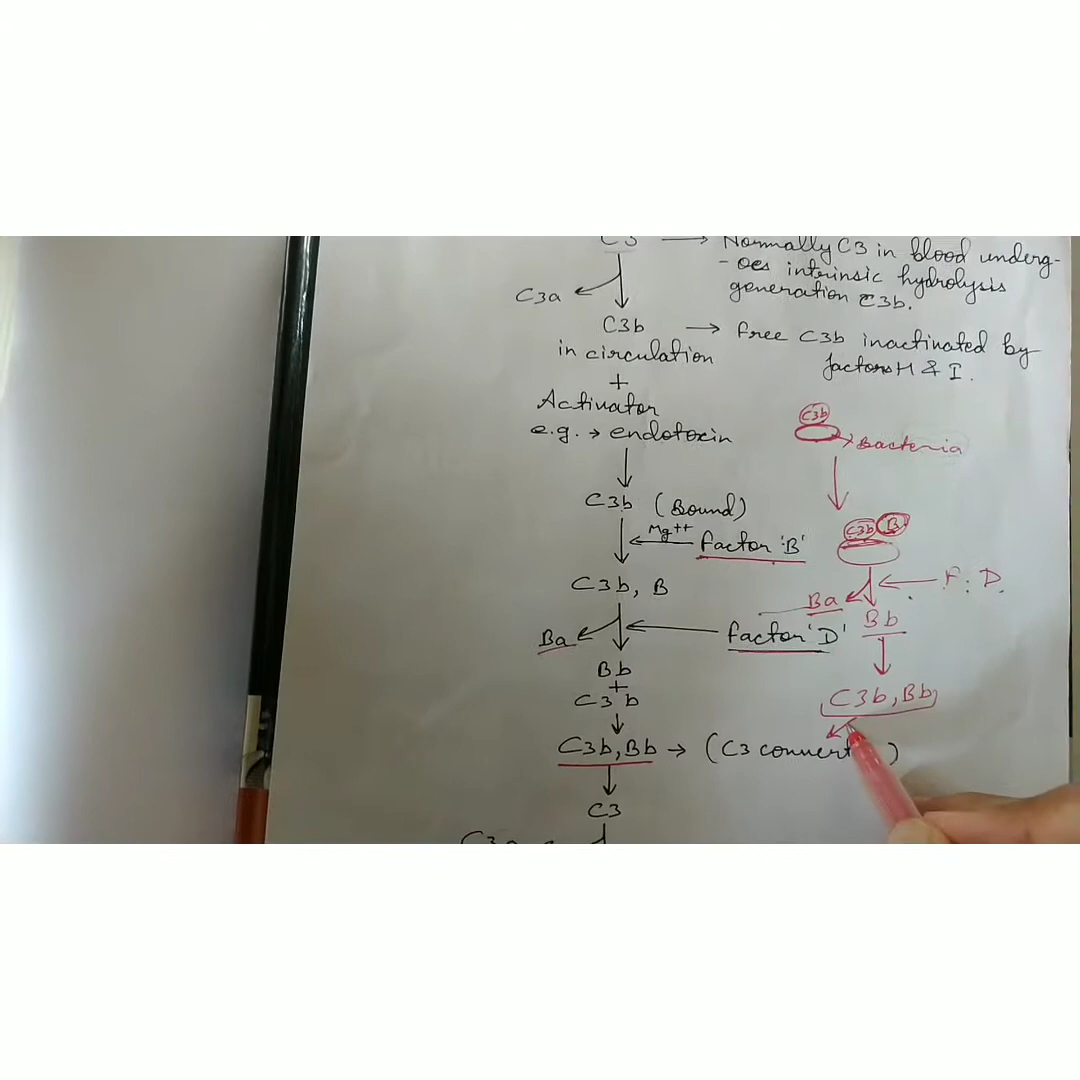 C3 → Normally C3 in blood underg-
-oes intrinsic hydrolysis
generation C3b.
C3a
C3b → free C3b inactivated by
in circulation factors H & I.
+
Activator
e.g. → endotoxin
C3b
Bacteria
C3b (Bound)
Mg++
factor 'B'
C3b B
C3b, B
F. D.
Ba
Ba
factor 'D'
Bb
Bb
+
C3b
C3b, Bb
C3b, Bb → (C3 convert )
C3
C3a